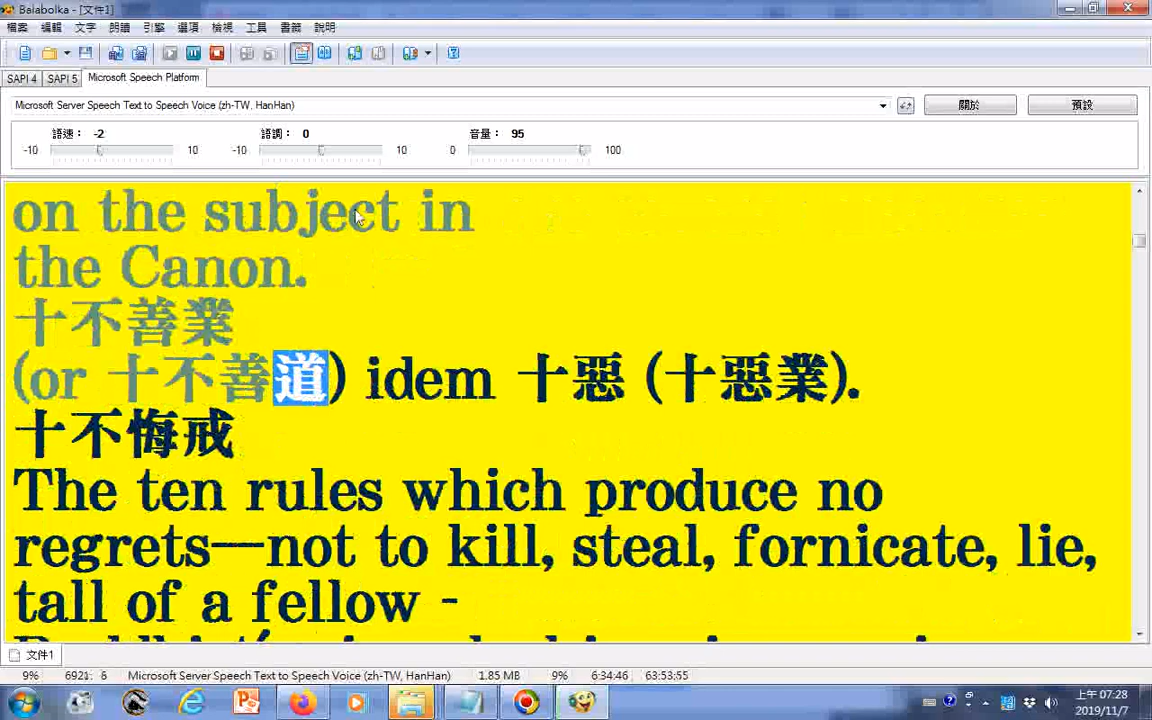 Balabolka - [文件1]
檔案 編輯 文字 朗讀 引擎 選項 檢視 工具 書籤 說明
SAPI 4 SAPI 5 Microsoft Speech Platform
Microsoft Server Speech Text to Speech Voice (zh-TW, HanHan) 關於 預設
語速： -2 語調： 0 音量： 95
-10 10 -10 10 0 100
on the subject in
the Canon.
十不善業
(or 十不善道) idem 十惡 (十惡業).
十不悔戒
The ten rules which produce no
regrets—not to kill, steal, fornicate, lie,
tall of a fellow -
文件1
9% 6921: 6 Microsoft Server Speech Text to Speech Voice (zh-TW, HanHan) 1.85 MB 9% 6:34:46 63:53:55
上午 07:28
2019/11/7